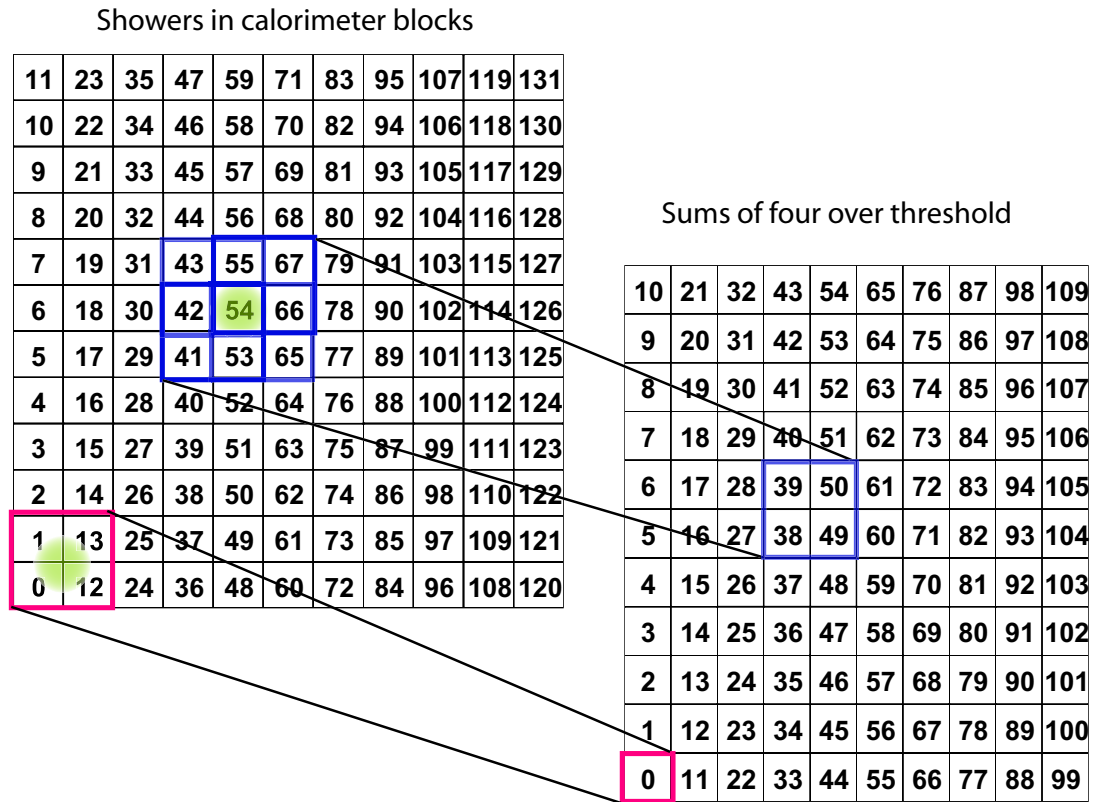 Showers in calorimeter blocks
11 23 35 47 59 71 83 95 107 119 131
10 22 34 46 58 70 82 94 106 118 130
9 21 33 45 57 69 81 93 105 117 129
8 20 32 44 56 68 80 92 104 116 128
7 19 31 43 55 67 79 91 103 115 127
6 18 30 42 54 66 78 90 102 114 126
5 17 29 41 53 65 77 89 101 113 125
4 16 28 40 52 64 76 88 100 112 124
3 15 27 39 51 63 75 87 99 111 123
2 14 26 38 50 62 74 86 98 110 122
1 13 25 37 49 61 73 85 97 109 121
0 12 24 36 48 60 72 84 96 108 120
Sums of four over threshold
10 21 32 43 54 65 76 87 98 109
9 20 31 42 53 64 75 86 97 108
8 19 30 41 52 63 74 85 96 107
7 18 29 40 51 62 73 84 95 106
6 17 28 39 50 61 72 83 94 105
5 16 27 38 49 60 71 82 93 104
4 15 26 37 48 59 70 81 92 103
3 14 25 36 47 58 69 80 91 102
2 13 24 35 46 57 68 79 90 101
1 12 23 34 45 56 67 78 89 100
0 11 22 33 44 55 66 77 88 99